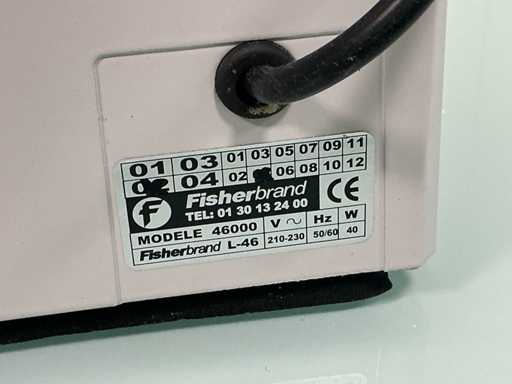 01 03 01 03 05 07 09 11
02 04 02 06 08 10 12
Fisherbrand
TEL: 01 30 13 24 00
CE
MODELE 46000 V ~ Hz W
Fisherbrand L-46 210-230 50/60 40